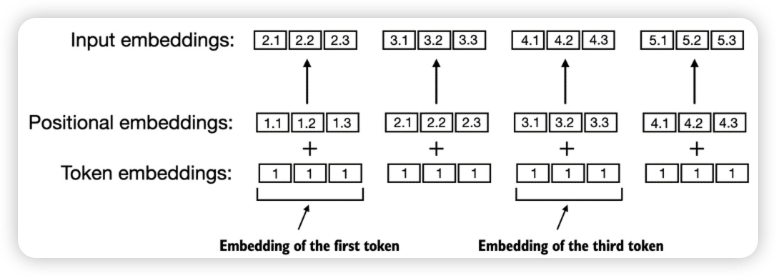 Input embeddings: 2.1 2.2 2.3 3.1 3.2 3.3 4.1 4.2 4.3 5.1 5.2 5.3
Positional embeddings: 1.1 1.2 1.3 2.1 2.2 2.3 3.1 3.2 3.3 4.1 4.2 4.3
+ + + +
Token embeddings: 1 1 1 1 1 1 1 1 1 1 1 1
Embedding of the first token Embedding of the third token